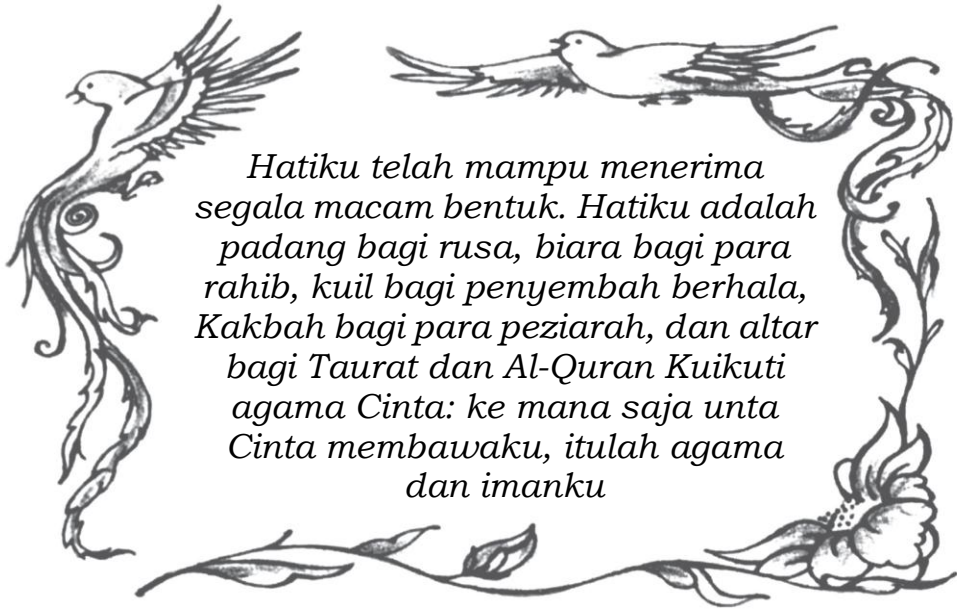 Hatiku telah mampu menerima
segala macam bentuk. Hatiku adalah
padang bagi rusa, biara bagi para
rahib, kuil bagi penyembah berhala,
Kakbah bagi para peziarah, dan altar
bagi Taurat dan Al-Quran Kuikuti
agama Cinta: ke mana saja unta
Cinta membawaku, itulah agama
dan imanku